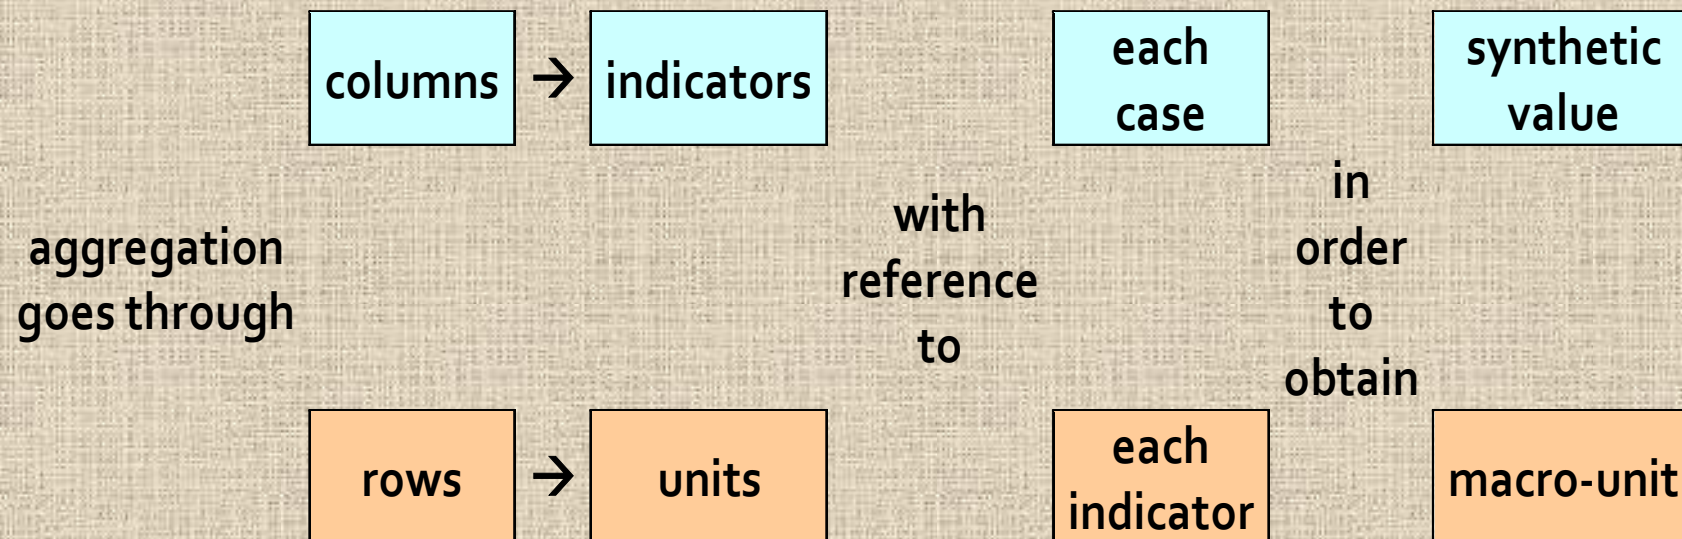 aggregation
goes through
columns → indicators
rows → units
with
reference
to
each
case
each
indicator
in
order
to
obtain
synthetic
value
macro-unit